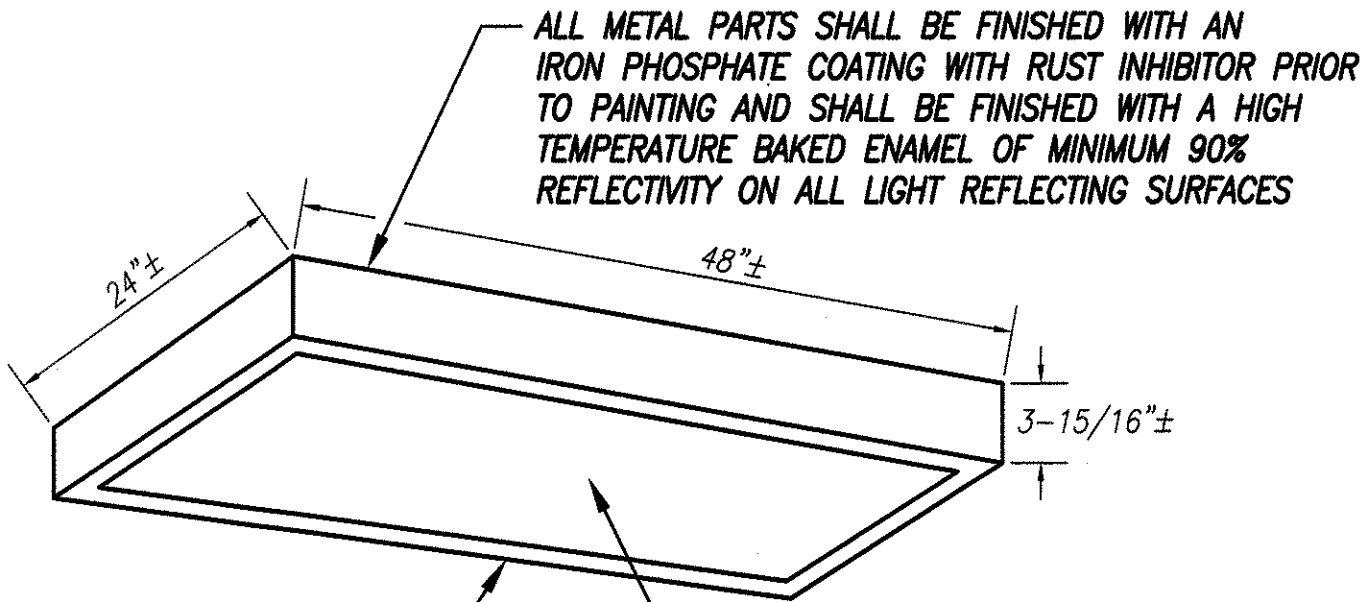 ALL METAL PARTS SHALL BE FINISHED WITH AN
IRON PHOSPHATE COATING WITH RUST INHIBITOR PRIOR
TO PAINTING AND SHALL BE FINISHED WITH A HIGH
TEMPERATURE BAKED ENAMEL OF MINIMUM 90%
REFLECTIVITY ON ALL LIGHT REFLECTING SURFACES
24"±
48"±
3-15/16"±